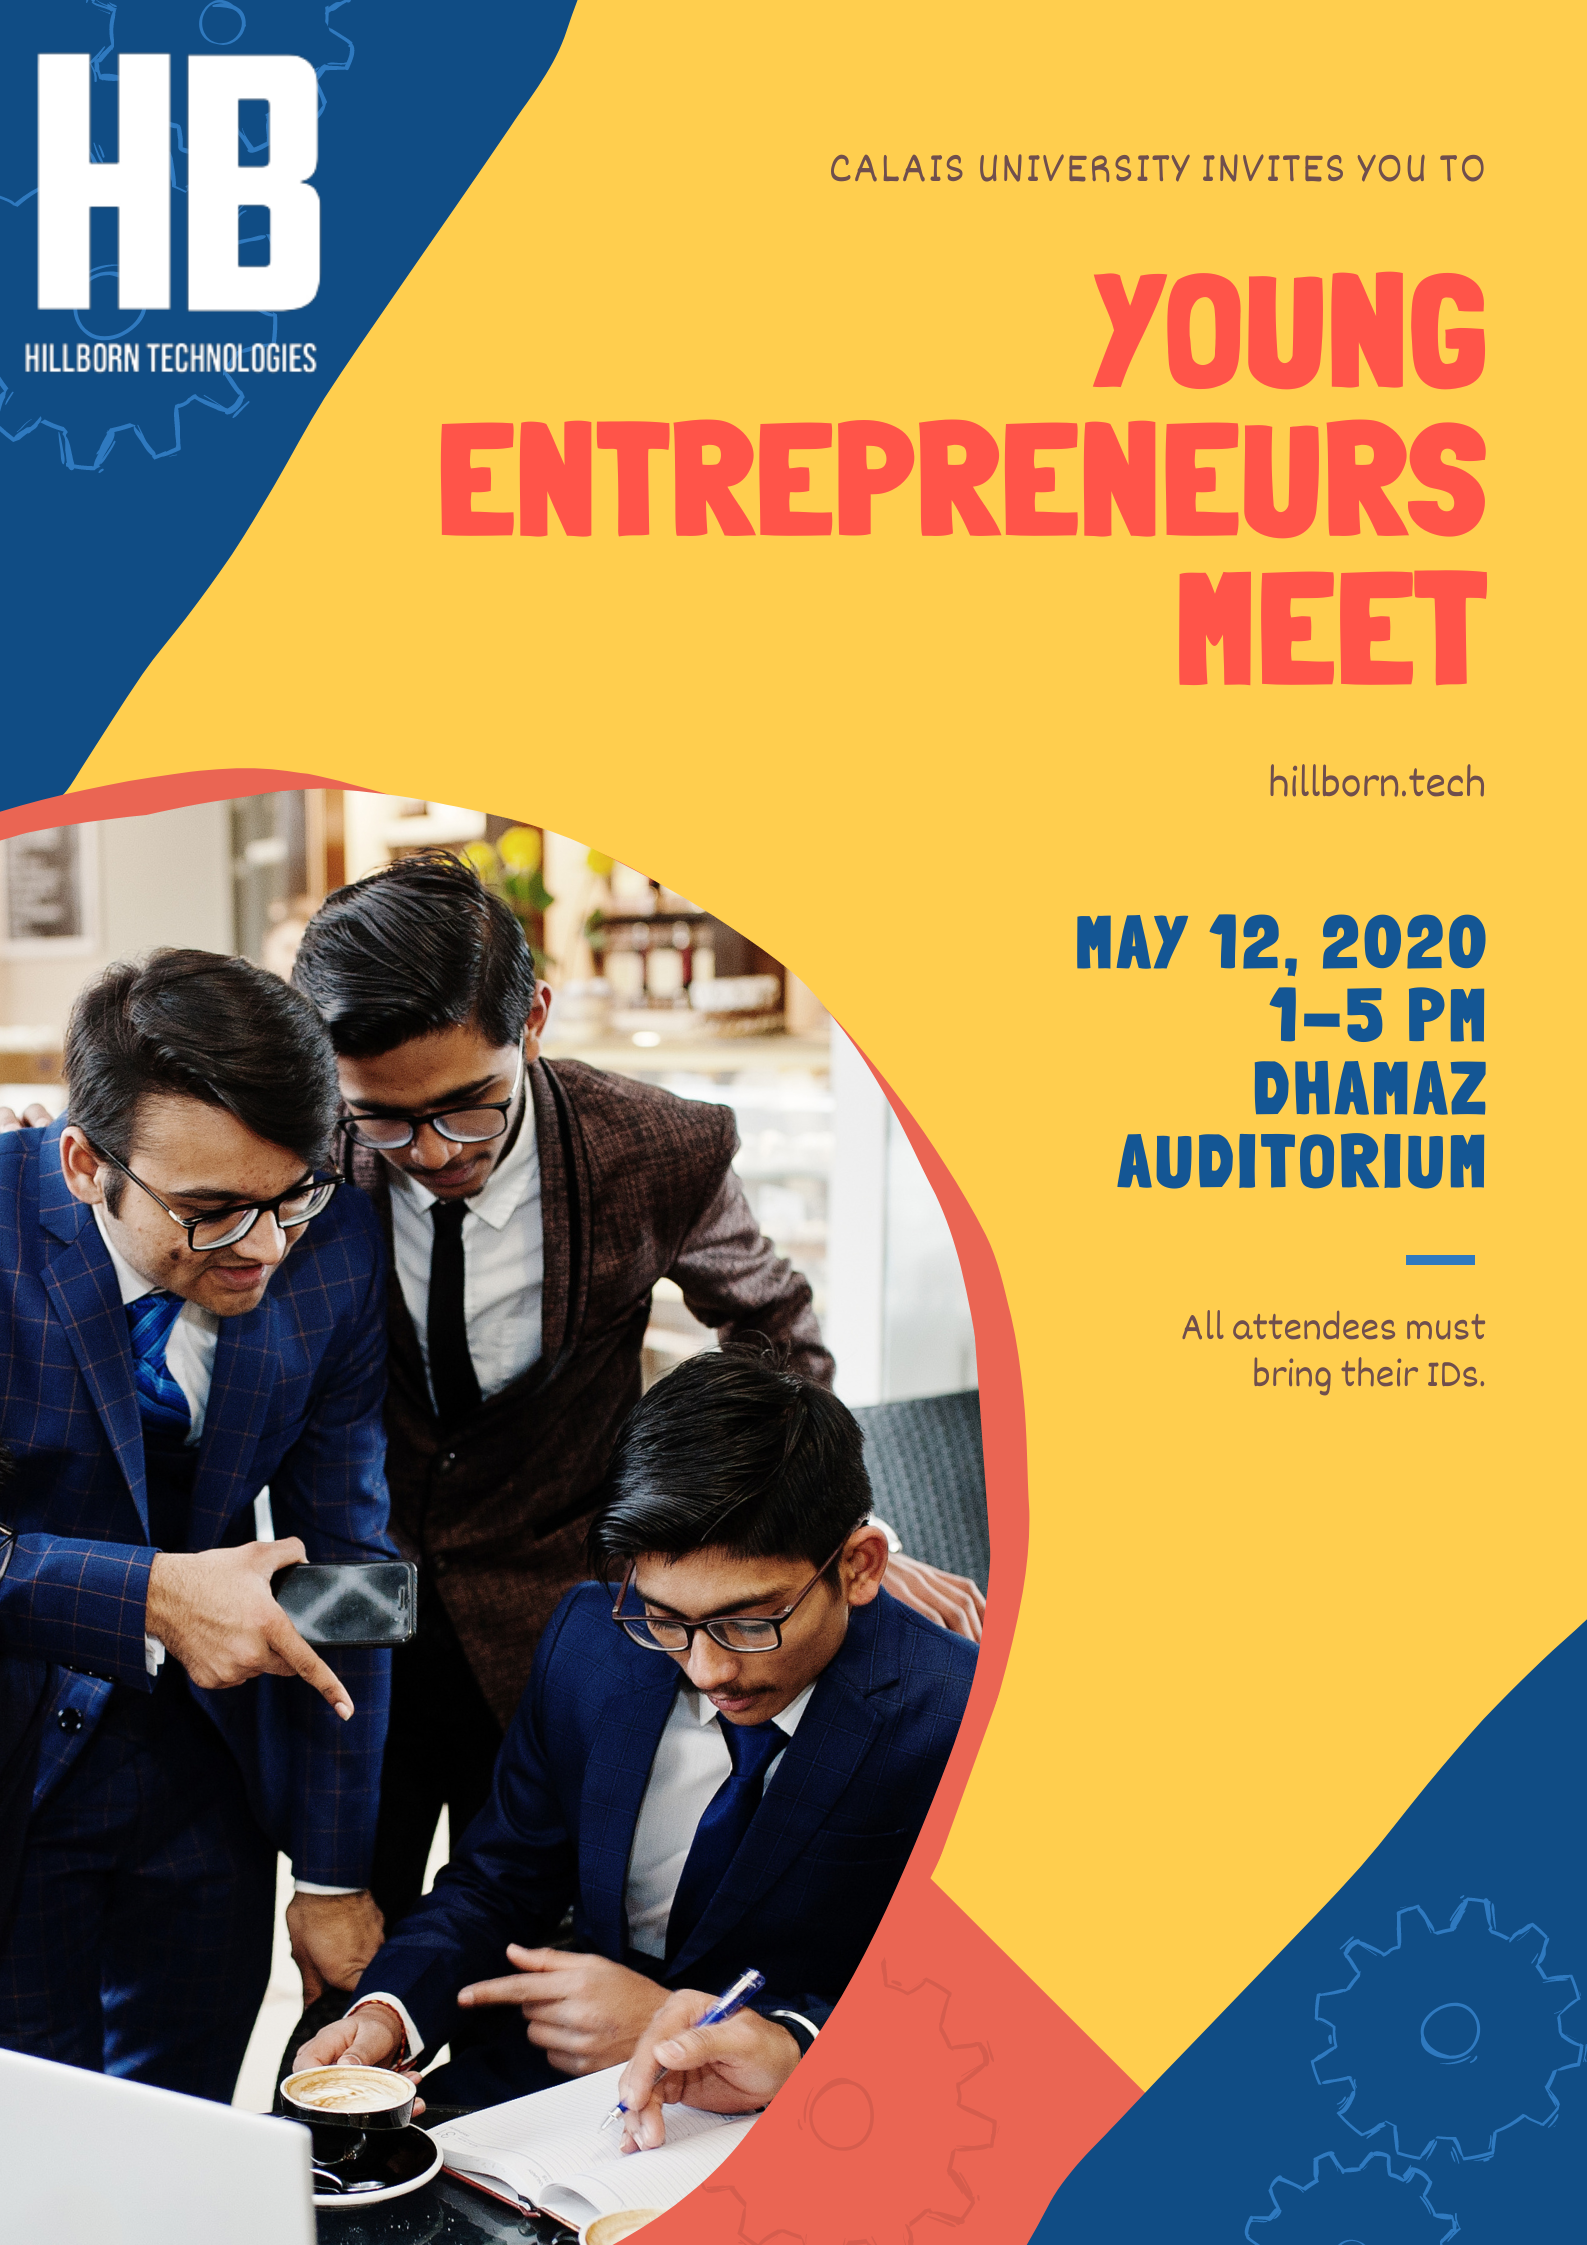 HB
HILLBORN TECHNOLOGIES
CALAIS UNIVERSITY INVITES YOU TO
YOUNG
ENTREPRENEURS
MEET
hillborn.tech
MAY 12, 2020
1–5 PM
DHAMAZ
AUDITORIUM
All attendees must
bring their IDs.